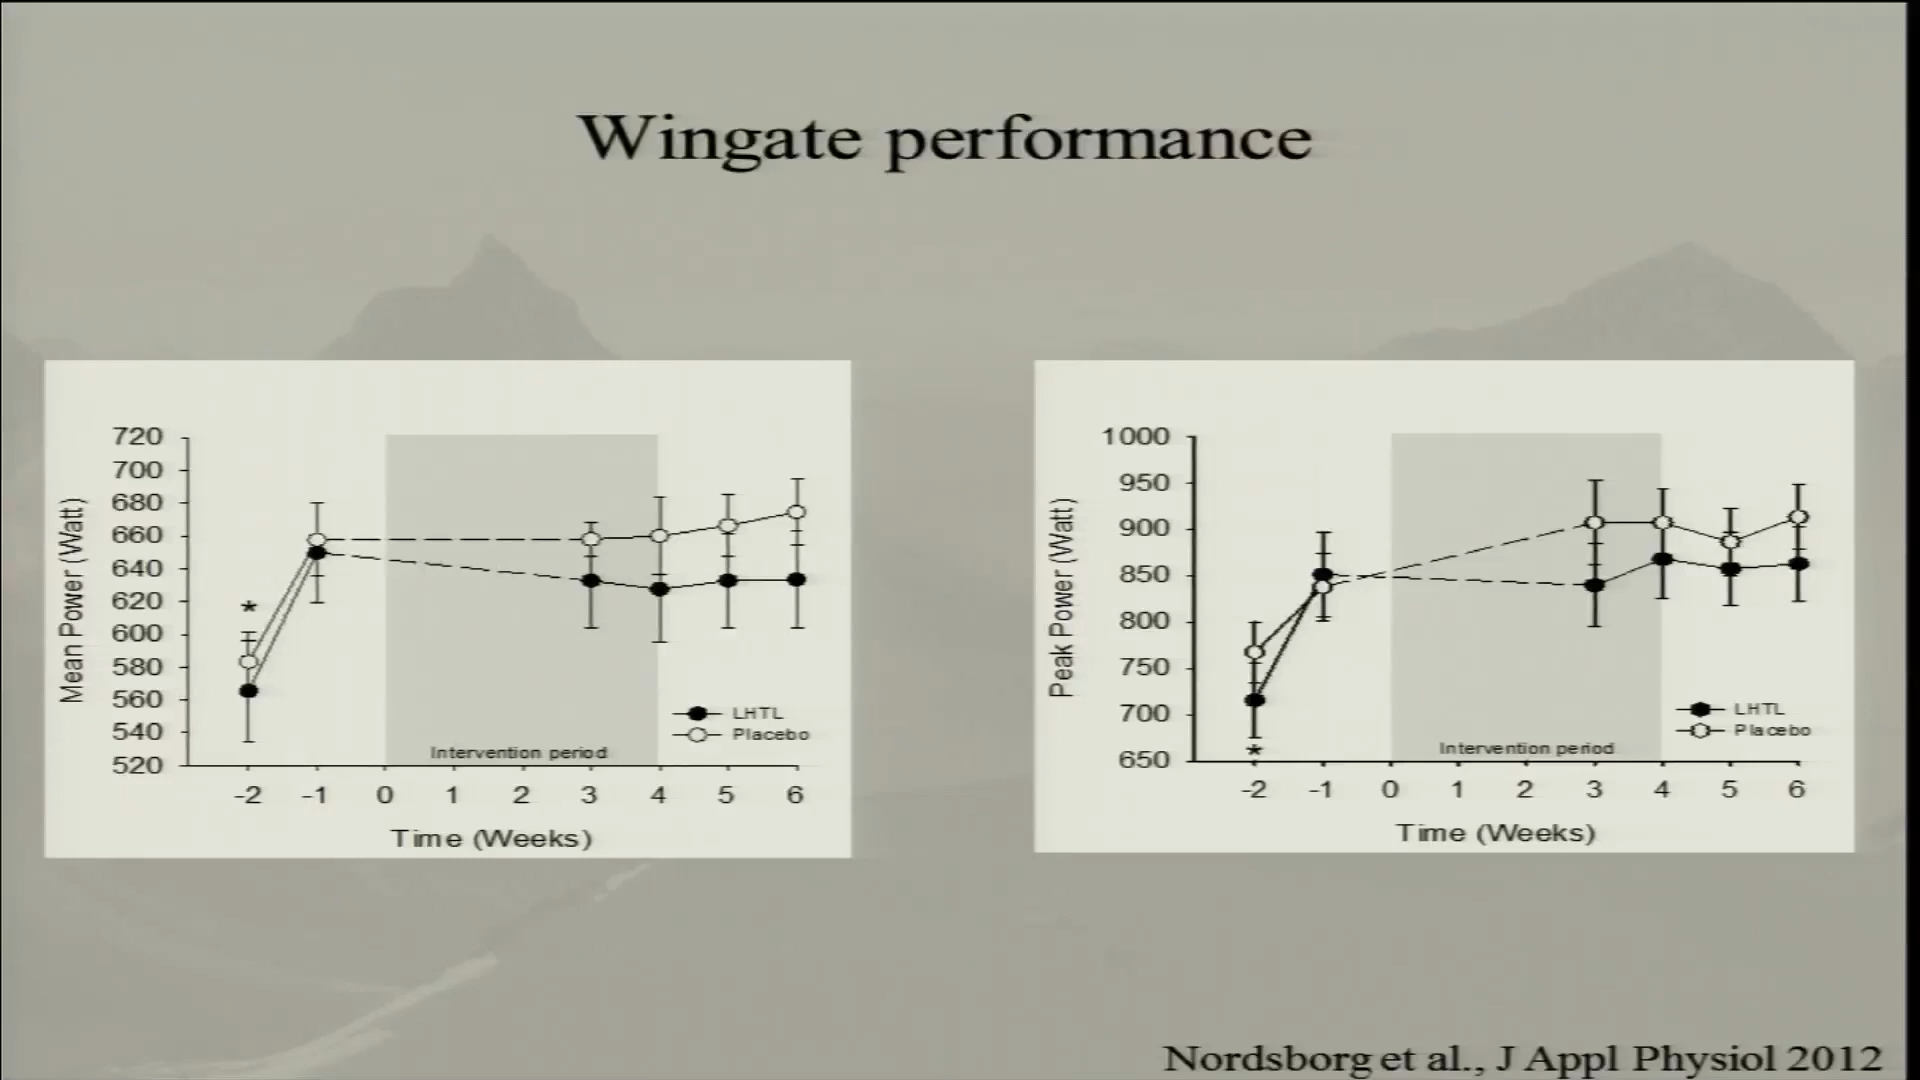 Wingate performance
720
700
680
660
640
620
600
580
560
540
520
Mean Power (Watt)
*
LHTL
Placebo
Intervention period
-2 -1 0 1 2 3 4 5 6
Time (Weeks)
1000
950
900
850
800
750
700
650
Peak Power (Watt)
LHTL
Placebo
*
Intervention period
-2 -1 0 1 2 3 4 5 6
Time (Weeks)
Nordsborg et al., J Appl Physiol 2012